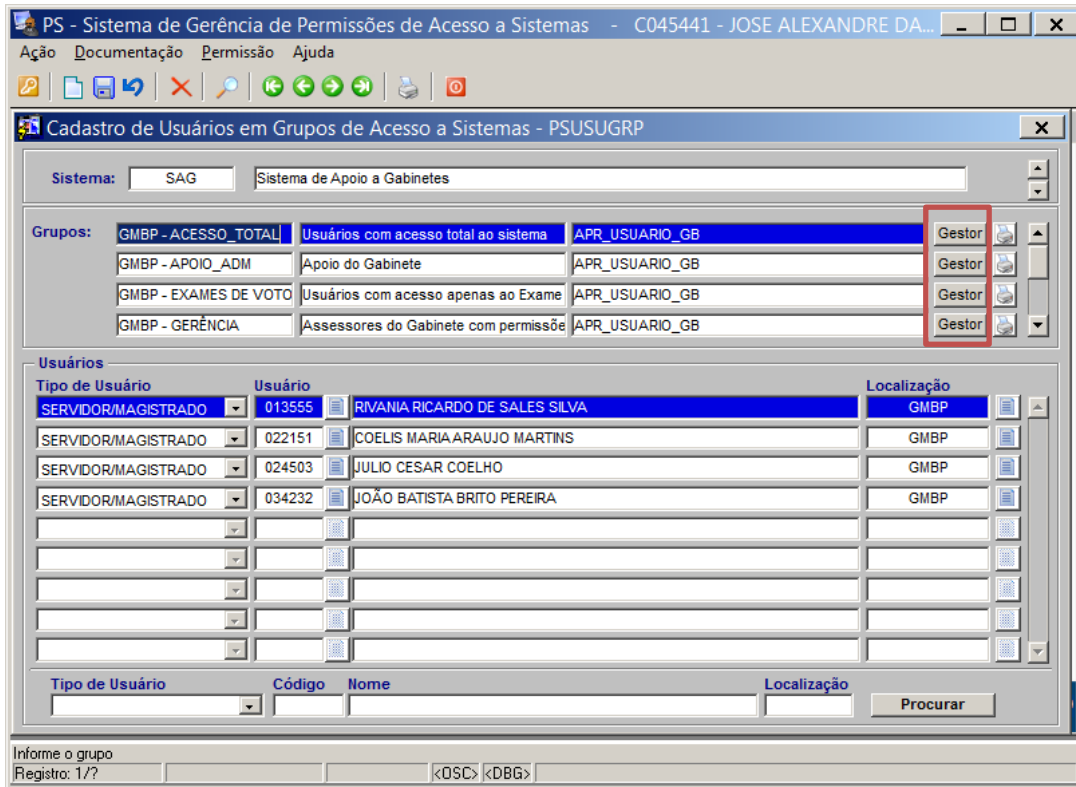 PS - Sistema de Gerência de Permissões de Acesso a Sistemas - C045441 - JOSE ALEXANDRE DA...
Ação Documentação Permissão Ajuda
Cadastro de Usuários em Grupos de Acesso a Sistemas - PSUSUGRP
Sistema: SAG Sistema de Apoio a Gabinetes
Grupos: GMBP - ACESSO_TOTAL Usuários com acesso total ao sistema APR_USUARIO_GB Gestor
GMBP - APOIO_ADM Apoio do Gabinete APR_USUARIO_GB Gestor
GMBP - EXAMES DE VOTO Usuários com acesso apenas ao Exame APR_USUARIO_GB Gestor
GMBP - GERÊNCIA Assessores do Gabinete com permissõe APR_USUARIO_GB Gestor
Usuários
Tipo de Usuário Usuário Localização
SERVIDOR/MAGISTRADO 013555 RIVANIA RICARDO DE SALES SILVA GMBP
SERVIDOR/MAGISTRADO 022151 COELIS MARIA ARAUJO MARTINS GMBP
SERVIDOR/MAGISTRADO 024503 JULIO CESAR COELHO GMBP
SERVIDOR/MAGISTRADO 034232 JOÃO BATISTA BRITO PEREIRA GMBP
Tipo de Usuário Código Nome Localização
Procurar
Informe o grupo
Registro: 1/? <OSC> <DBG>